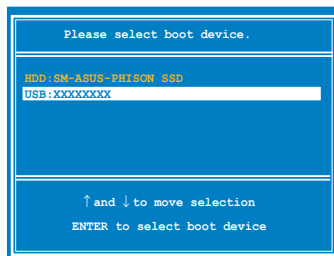 Please select boot device.
HDD:SM-ASUS-PHISON SSD
USB:XXXXXXXX
↑ and ↓ to move selection
ENTER to select boot device